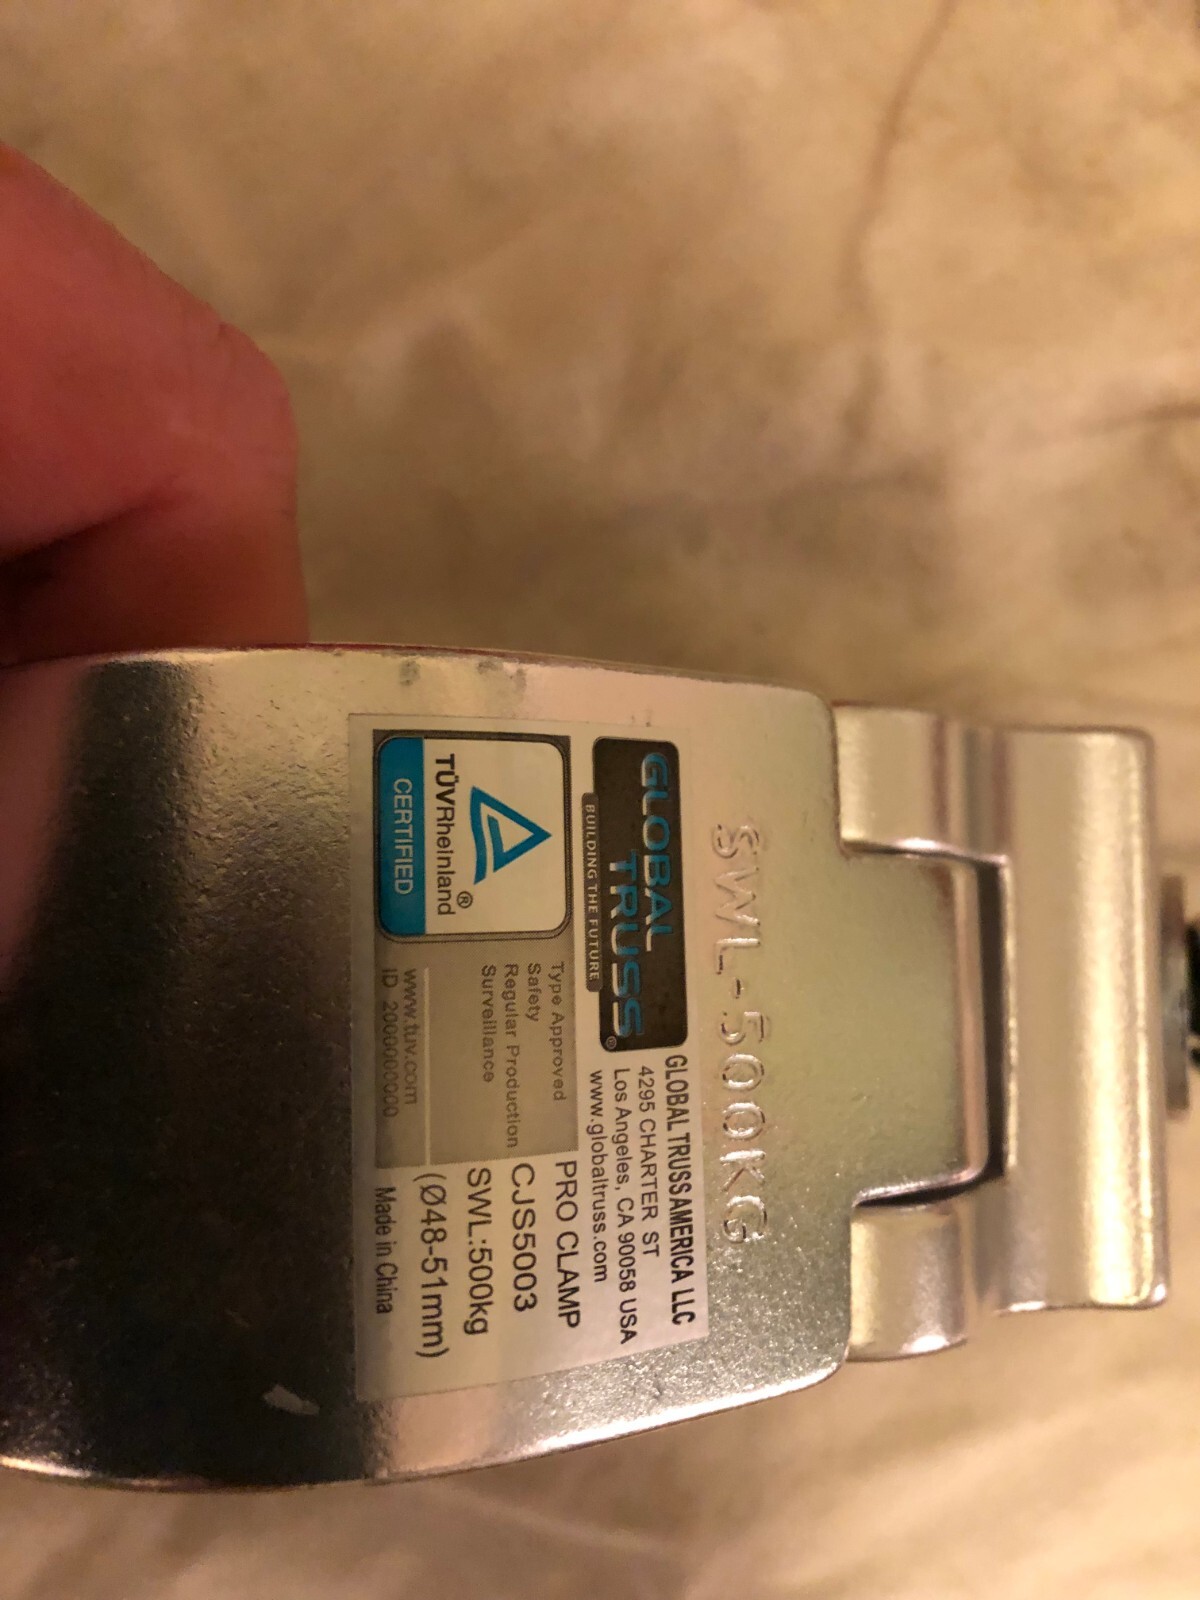 SWL-500KG
GLOBAL
TRUSS®
BUILDING THE FUTURE
GLOBAL TRUSS AMERICA LLC
4295 CHARTER ST
Los Angeles, CA 90058 USA
www.globaltruss.com
TÜVRheinland®
CERTIFIED
Type Approved
Safety
Regular Production
Surveillance
www.tuv.com
ID 2000000000
PRO CLAMP
CJS5003
SWL:500kg
(Ø48-51mm)
Made in China